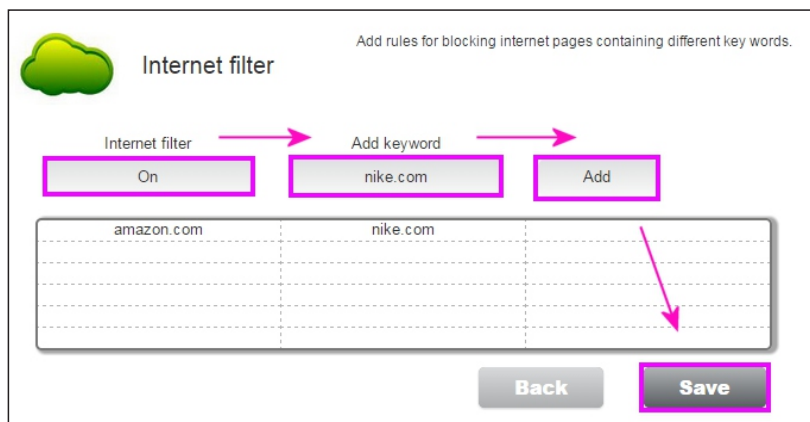 Add rules for blocking internet pages containing different key words.
Internet filter
Internet filter Add keyword
On nike.com Add
amazon.com nike.com
Back Save